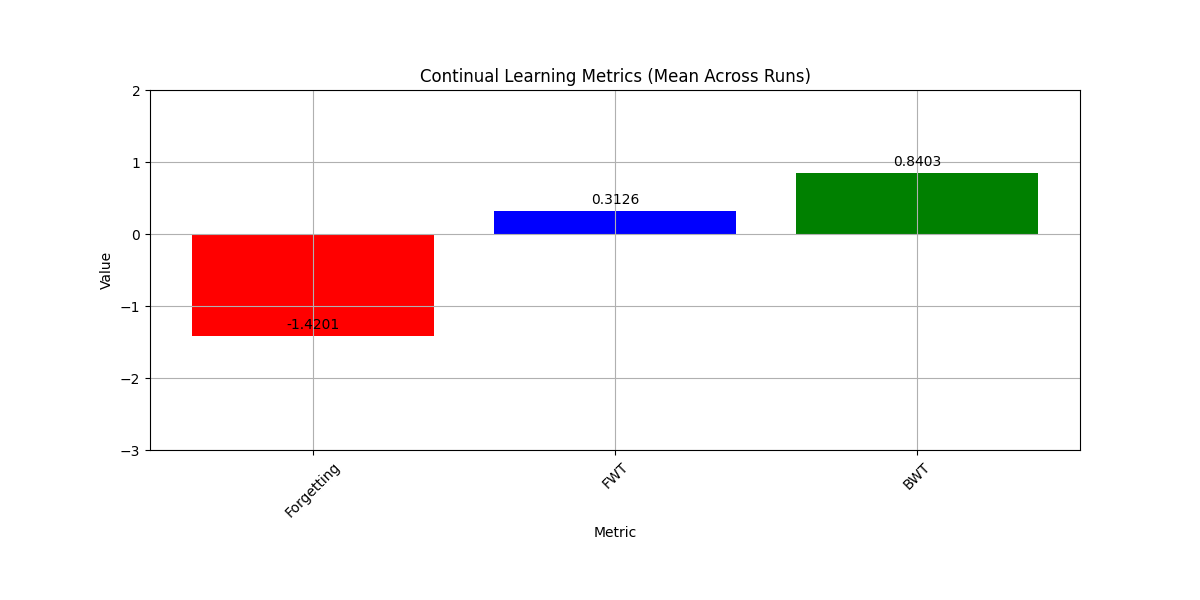 Continual Learning Metrics (Mean Across Runs)
2
1
0
−1
−2
−3
Value
-1.4201
0.3126
0.8403
Forgetting
FWT
BWT
Metric